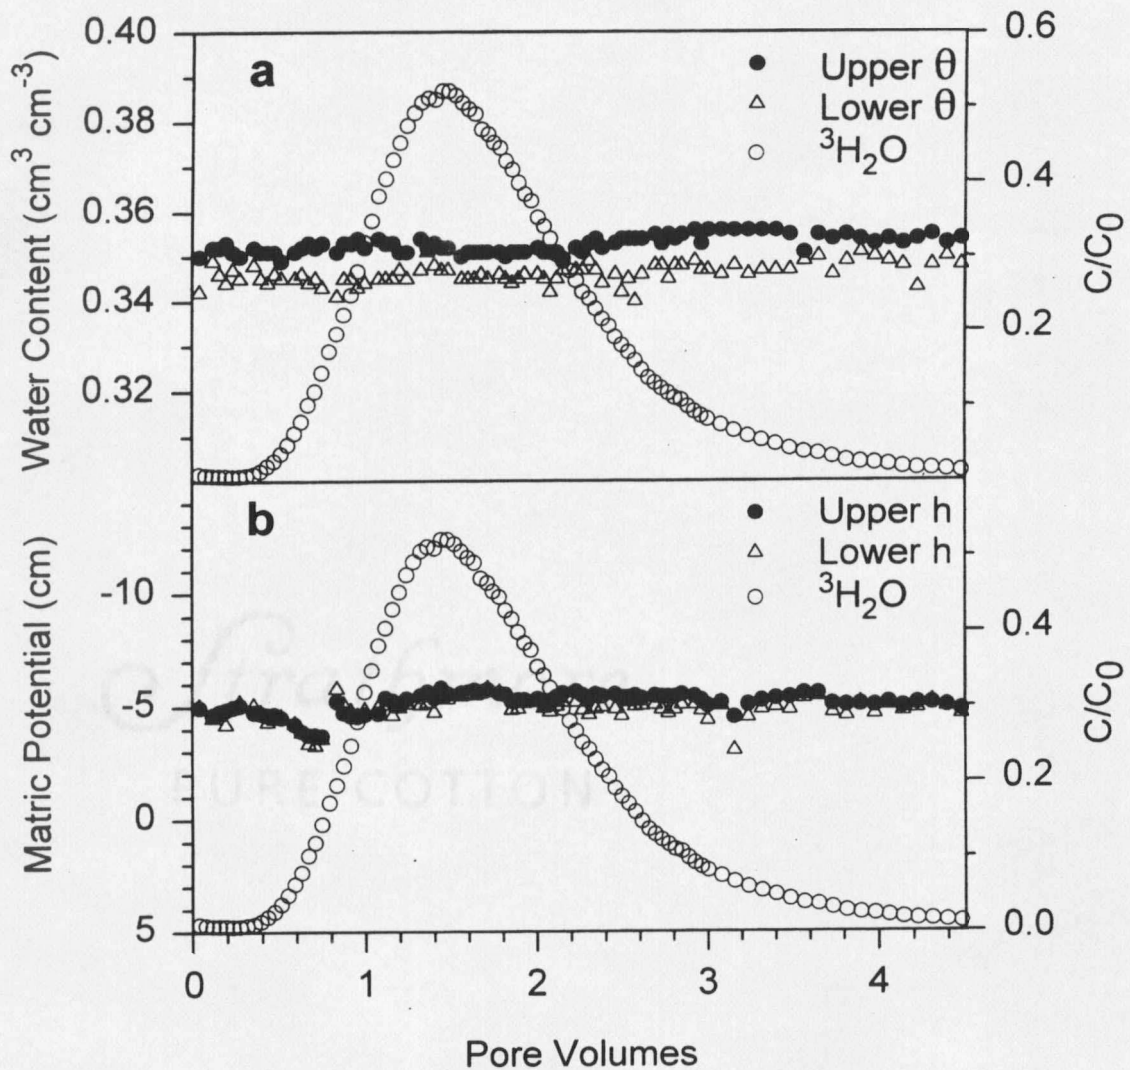 0.40
0.38
0.36
0.34
0.32
Water Content (cm³ cm⁻³)
a
Upper θ
Lower θ
³H₂O
0.6
0.4
0.2
C/C₀
b
Upper h
Lower h
³H₂O
-10
-5
0
5
Matric Potential (cm)
0.4
0.2
0.0
C/C₀
0
1
2
3
4
Pore Volumes
PURE COTTON